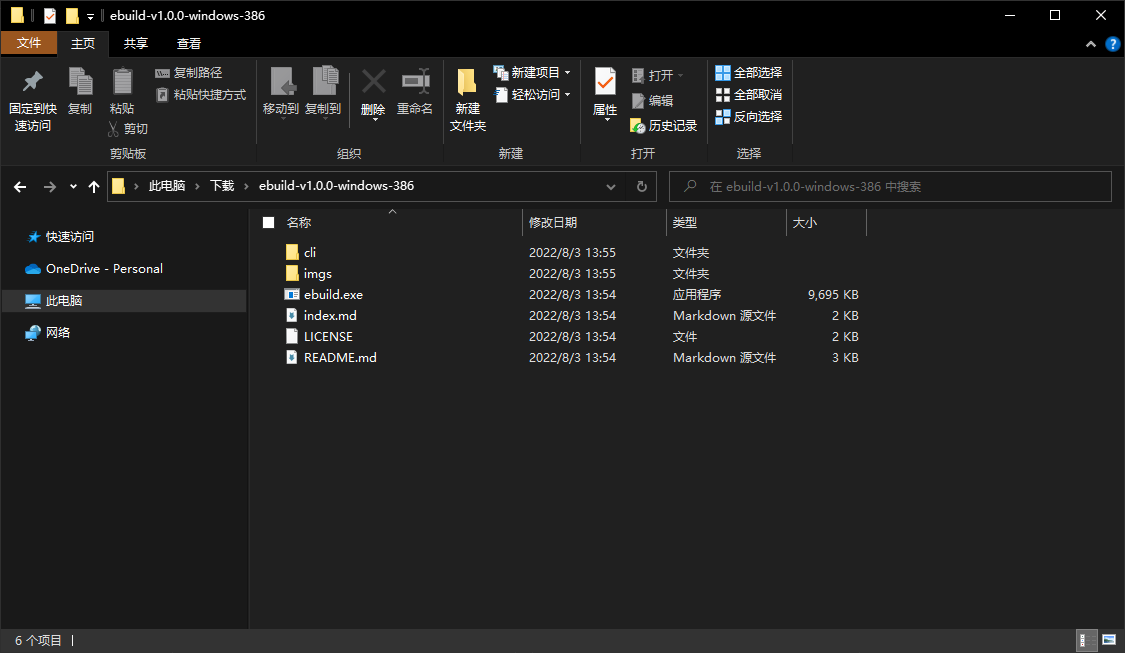 ebuild-v1.0.0-windows-386
文件 主页 共享 查看
固定到快速访问
复制
粘贴
复制路径
粘贴快捷方式
剪切
剪贴板
移动到
复制到
删除
重命名
组织
新建文件夹
新建项目
轻松访问
新建
属性
打开
编辑
历史记录
打开
全部选择
全部取消
反向选择
选择
此电脑 下载 ebuild-v1.0.0-windows-386
在 ebuild-v1.0.0-windows-386 中搜索
快速访问
OneDrive - Personal
此电脑
网络
名称 修改日期 类型 大小
cli 2022/8/3 13:55 文件夹
imgs 2022/8/3 13:55 文件夹
ebuild.exe 2022/8/3 13:54 应用程序 9,695 KB
index.md 2022/8/3 13:54 Markdown 源文件 2 KB
LICENSE 2022/8/3 13:54 文件 2 KB
README.md 2022/8/3 13:54 Markdown 源文件 3 KB
6 个项目